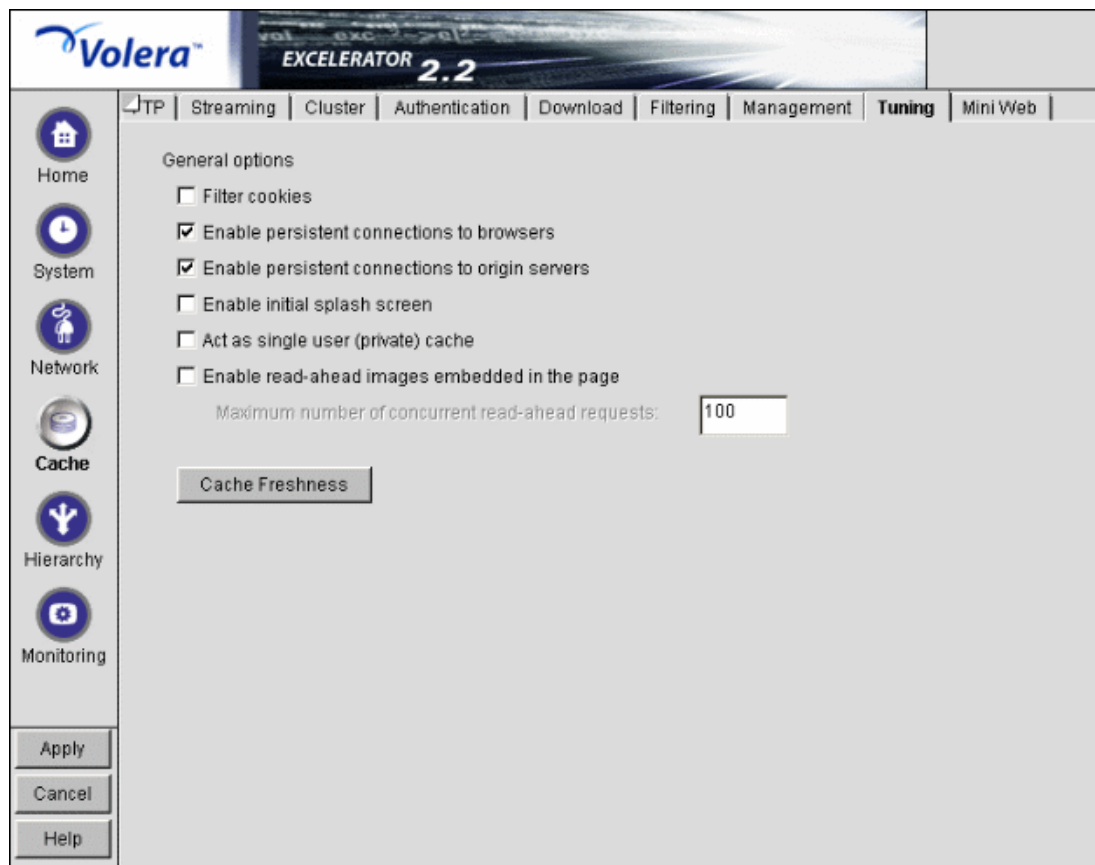 Volera™
EXCELERATOR 2.2
TP Streaming Cluster Authentication Download Filtering Management Tuning Mini Web
Home
System
Network
Cache
Hierarchy
Monitoring
General options
Filter cookies
Enable persistent connections to browsers
Enable persistent connections to origin servers
Enable initial splash screen
Act as single user (private) cache
Enable read-ahead images embedded in the page
Maximum number of concurrent read-ahead requests: 100
Cache Freshness
Apply
Cancel
Help